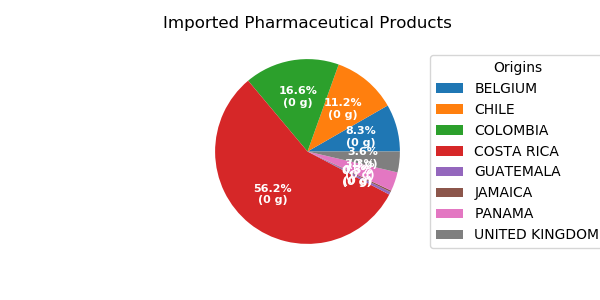 Imported Pharmaceutical Products
16.6%
(0 g)
11.2%
(0 g)
8.3%
(0 g)
3.6%
56.2%
(0 g)
Origins
BELGIUM
CHILE
COLOMBIA
COSTA RICA
GUATEMALA
JAMAICA
PANAMA
UNITED KINGDOM